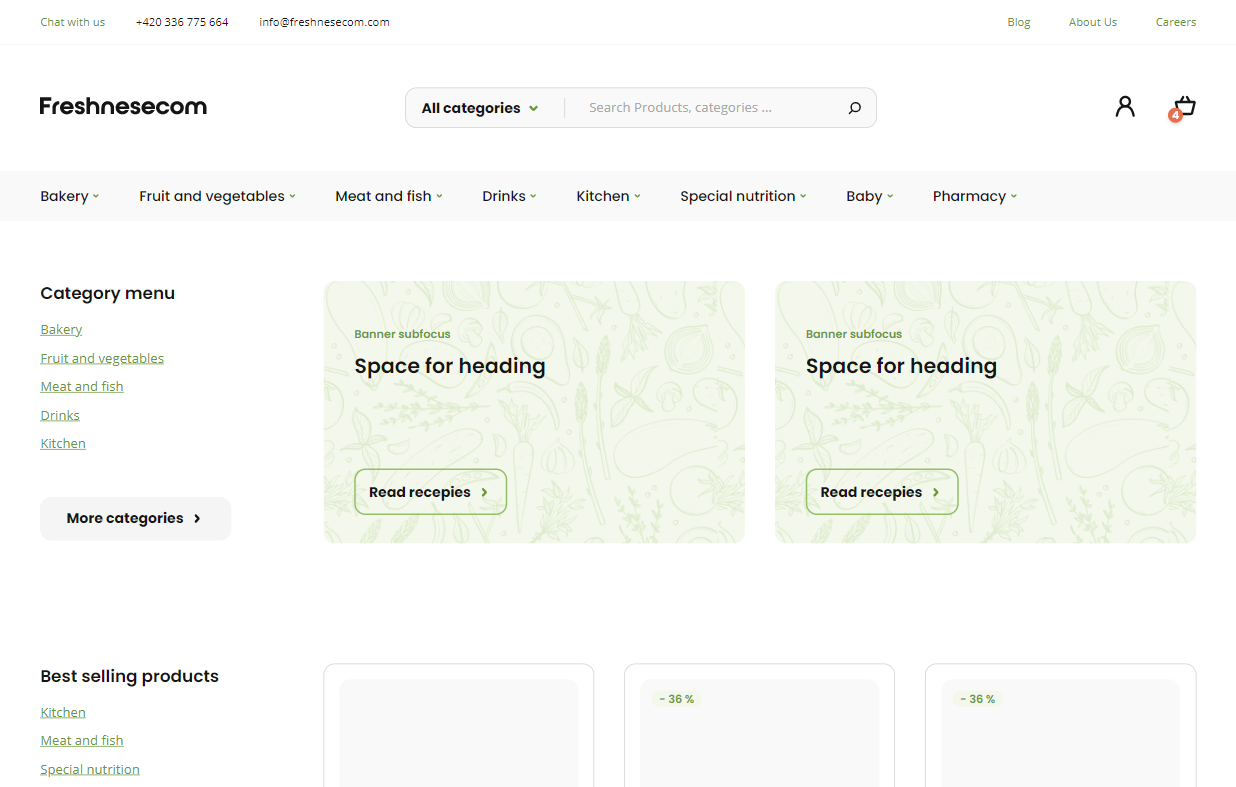 Chat with us +420 336 775 664 info@freshnesecom.com Blog About Us Careers
Freshnesecom All categories Search Products, categories ... 4
Bakery Fruit and vegetables Meat and fish Drinks Kitchen Special nutrition Baby Pharmacy
Category menu
Bakery
Fruit and vegetables
Meat and fish
Drinks
Kitchen
More categories
Banner subfocus
Space for heading
Read recepies
Banner subfocus
Space for heading
Read recepies
Best selling products
Kitchen
Meat and fish
Special nutrition
- 36 %
- 36 %